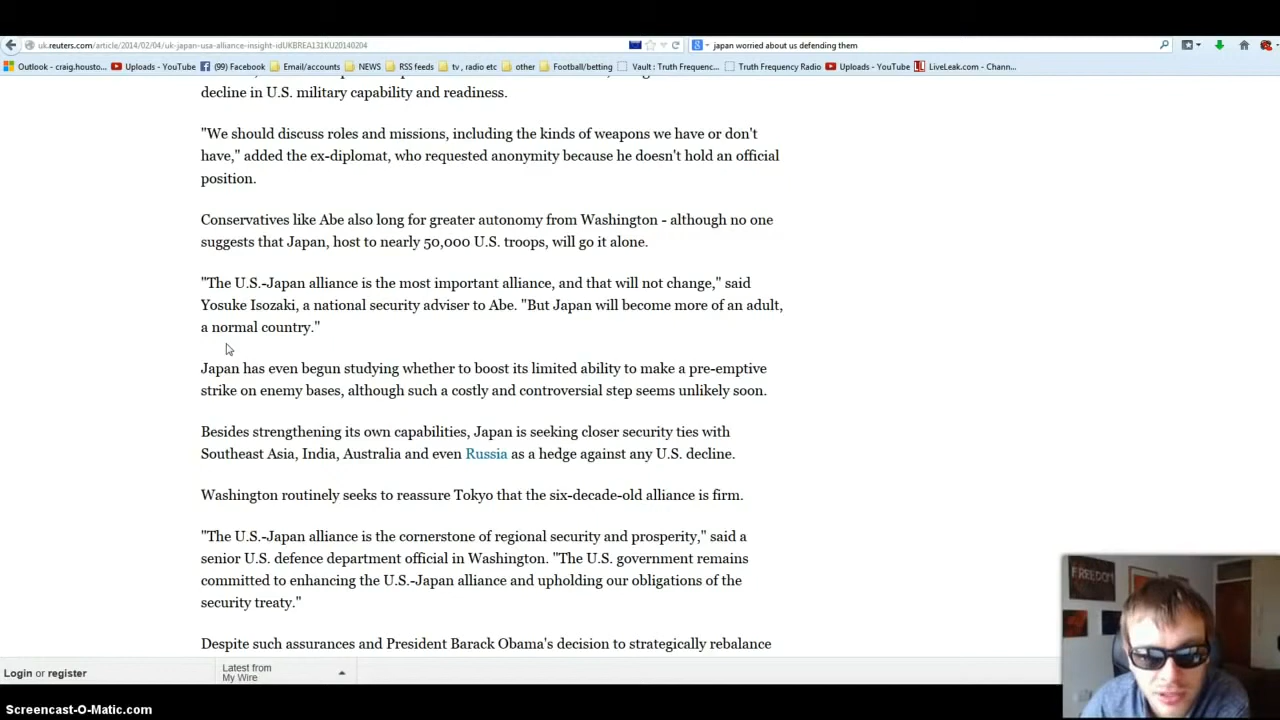 uk.reuters.com/article/2014/02/04/uk-japan-usa-alliance-insight-idUKBREA131KU20140204
japan worried about us defending them
Outlook - craig.housto... Uploads - YouTube (99) Facebook Email/accounts NEWS RSS feeds tv , radio etc other Football/betting Vault : Truth Frequenc... Truth Frequency Radio Uploads - YouTube LiveLeak.com - Chann...
decline in U.S. military capability and readiness.
"We should discuss roles and missions, including the kinds of weapons we have or don't
have," added the ex-diplomat, who requested anonymity because he doesn't hold an official
position.
Conservatives like Abe also long for greater autonomy from Washington - although no one
suggests that Japan, host to nearly 50,000 U.S. troops, will go it alone.
"The U.S.-Japan alliance is the most important alliance, and that will not change," said
Yosuke Isozaki, a national security adviser to Abe. "But Japan will become more of an adult,
a normal country."
Japan has even begun studying whether to boost its limited ability to make a pre-emptive
strike on enemy bases, although such a costly and controversial step seems unlikely soon.
Besides strengthening its own capabilities, Japan is seeking closer security ties with
Southeast Asia, India, Australia and even Russia as a hedge against any U.S. decline.
Washington routinely seeks to reassure Tokyo that the six-decade-old alliance is firm.
"The U.S.-Japan alliance is the cornerstone of regional security and prosperity," said a
senior U.S. defence department official in Washington. "The U.S. government remains
committed to enhancing the U.S.-Japan alliance and upholding our obligations of the
security treaty."
Despite such assurances and President Barack Obama's decision to strategically rebalance
Login or register
Latest from
My Wire
FREEDOM
Screencast-O-Matic.com